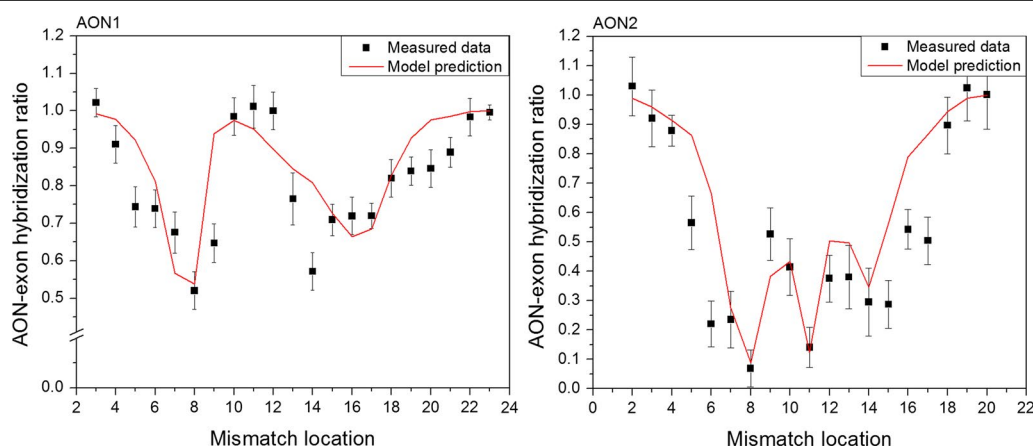 AON1
Measured data
Model prediction
AON-exon hybridization ratio
1.2
1.1
1.0
0.9
0.8
0.7
0.6
0.5
0.0
2 4 6 8 10 12 14 16 18 20 22 24
Mismatch location
AON2
Measured data
Model prediction
AON-exon hybridization ratio
1.2
1.1
1.0
0.9
0.8
0.7
0.6
0.5
0.4
0.3
0.2
0.1
0.0
0 2 4 6 8 10 12 14 16 18 20 22
Mismatch location